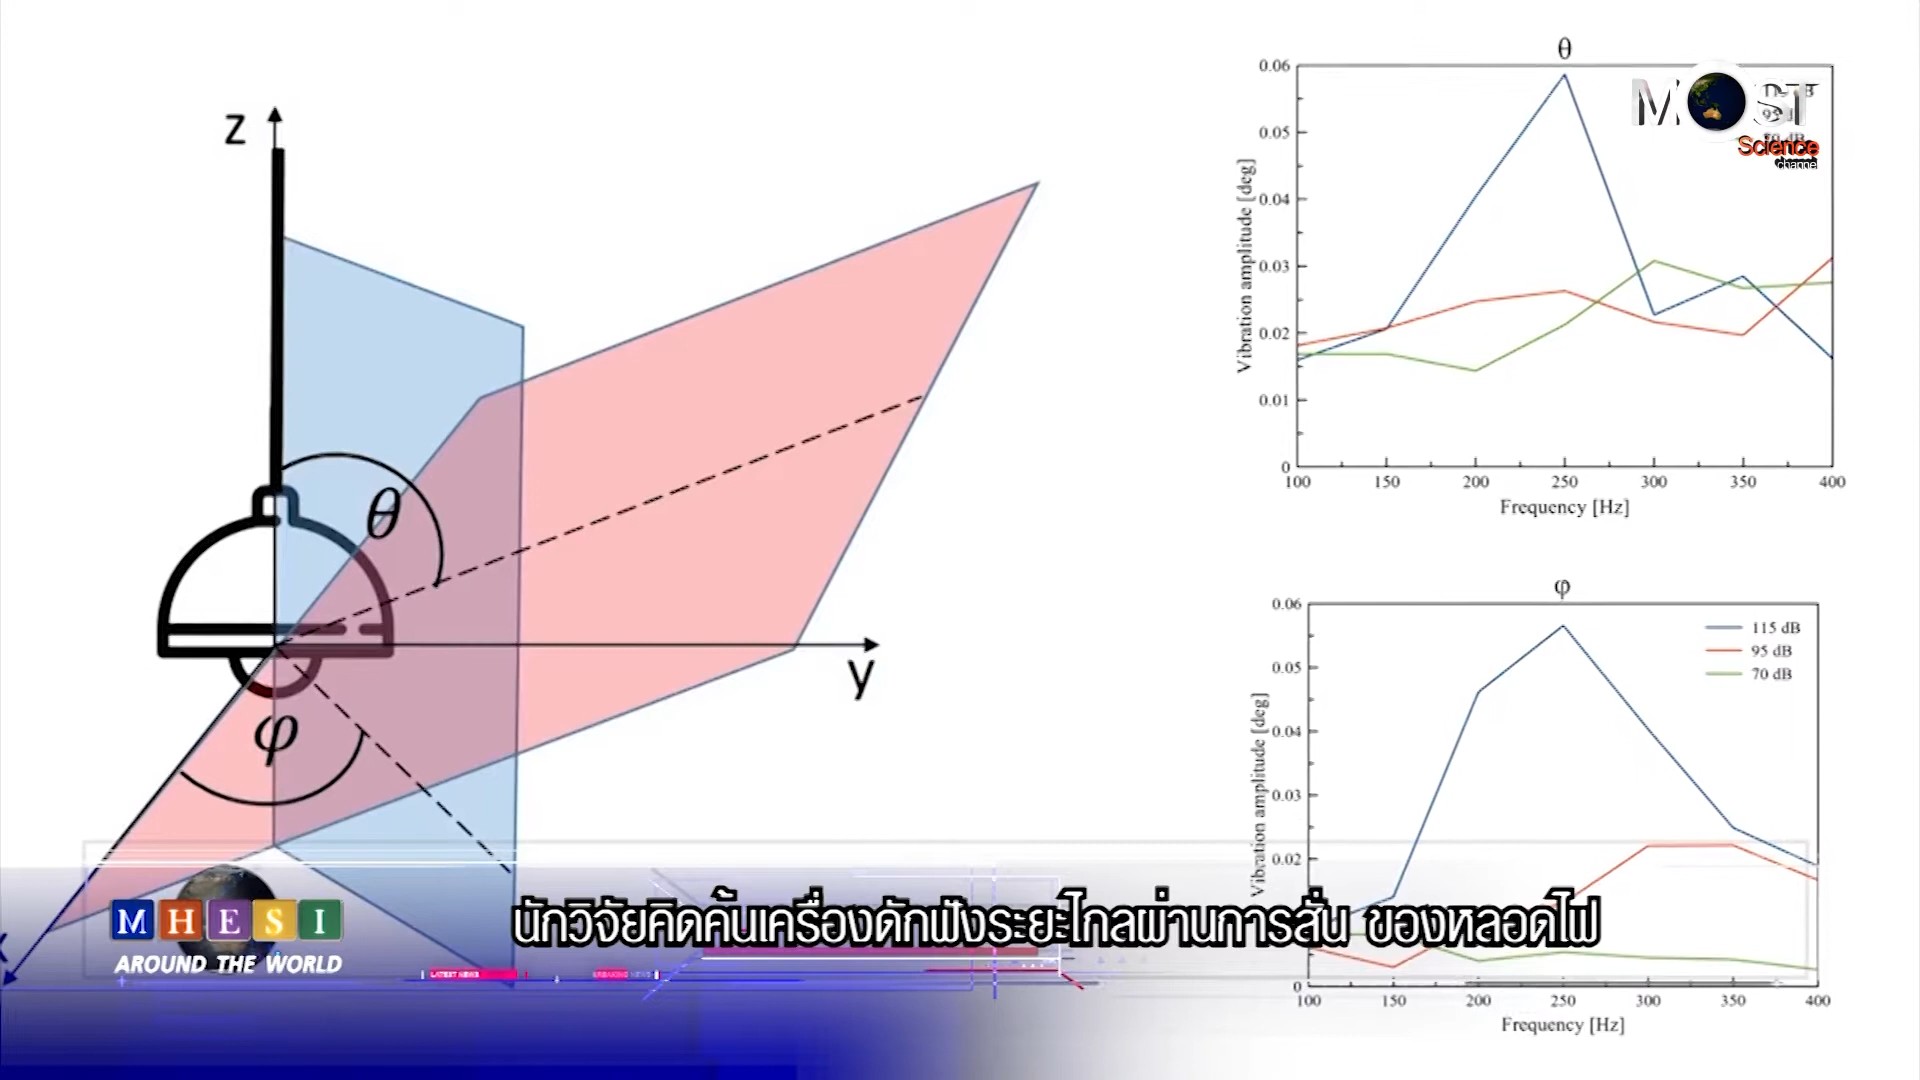 z
θ
φ
y
θ
0.06
0.05
0.04
0.03
0.02
0.01
0
Vibration amplitude [deg]
100 150 200 250 300 350 400
Frequency [Hz]
MOST
Science
channel
φ
0.06
0.05
0.04
0.03
0.02
0
Vibration amplitude [deg]
115 dB
95 dB
70 dB
100 150 200 250 300 350 400
Frequency [Hz]
MHESI
AROUND THE WORLD
นักวิจัยคิดค้นเครื่องดักฟังระยะไกลผ่านการสั่น ของหลอดไฟ
LATEST NEWS
BREAKING NEWS